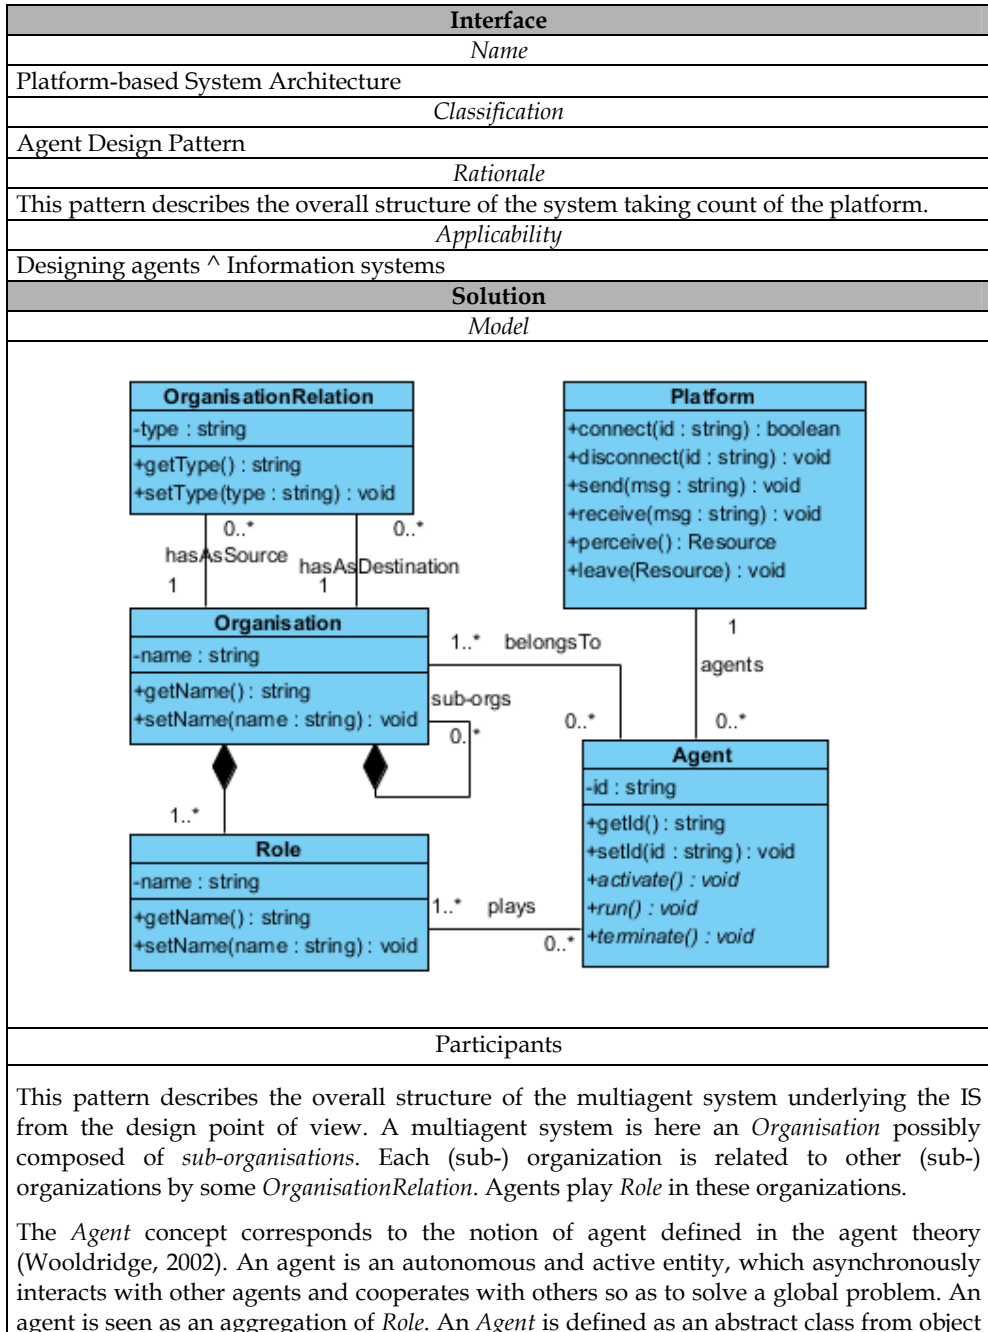 Interface
Name
Platform-based System Architecture
Classification
Agent Design Pattern
Rationale
This pattern describes the overall structure of the system taking count of the platform.
Applicability
Designing agents ^ Information systems
Solution
Model
OrganisationRelation
-type : string
+getType() : string
+setType(type : string) : void
Platform
+connect(id : string) : boolean
+disconnect(id : string) : void
+send(msg : string) : void
+receive(msg : string) : void
+perceive() : Resource
+leave(Resource) : void
0..*
0..*
hasAsSource
hasAsDestination
1
1
Organisation
-name : string
+getName() : string
+setName(name : string) : void
1..*
belongsTo
0..*
sub-orgs
0..*
1
agents
0..*
Agent
-id : string
+getId() : string
+setId(id : string) : void
+activate() : void
+run() : void
+terminate() : void
1..*
Role
-name : string
+getName() : string
+setName(name : string) : void
1..*
plays
0..*
Participants
This pattern describes the overall structure of the multiagent system underlying the IS
from the design point of view. A multiagent system is here an Organisation possibly
composed of sub-organisations. Each (sub-) organization is related to other (sub-)
organizations by some OrganisationRelation. Agents play Role in these organizations.
The Agent concept corresponds to the notion of agent defined in the agent theory
(Wooldridge, 2002). An agent is an autonomous and active entity, which asynchronously
interacts with other agents and cooperates with others so as to solve a global problem. An
agent is seen as an aggregation of Role. An Agent is defined as an abstract class from object